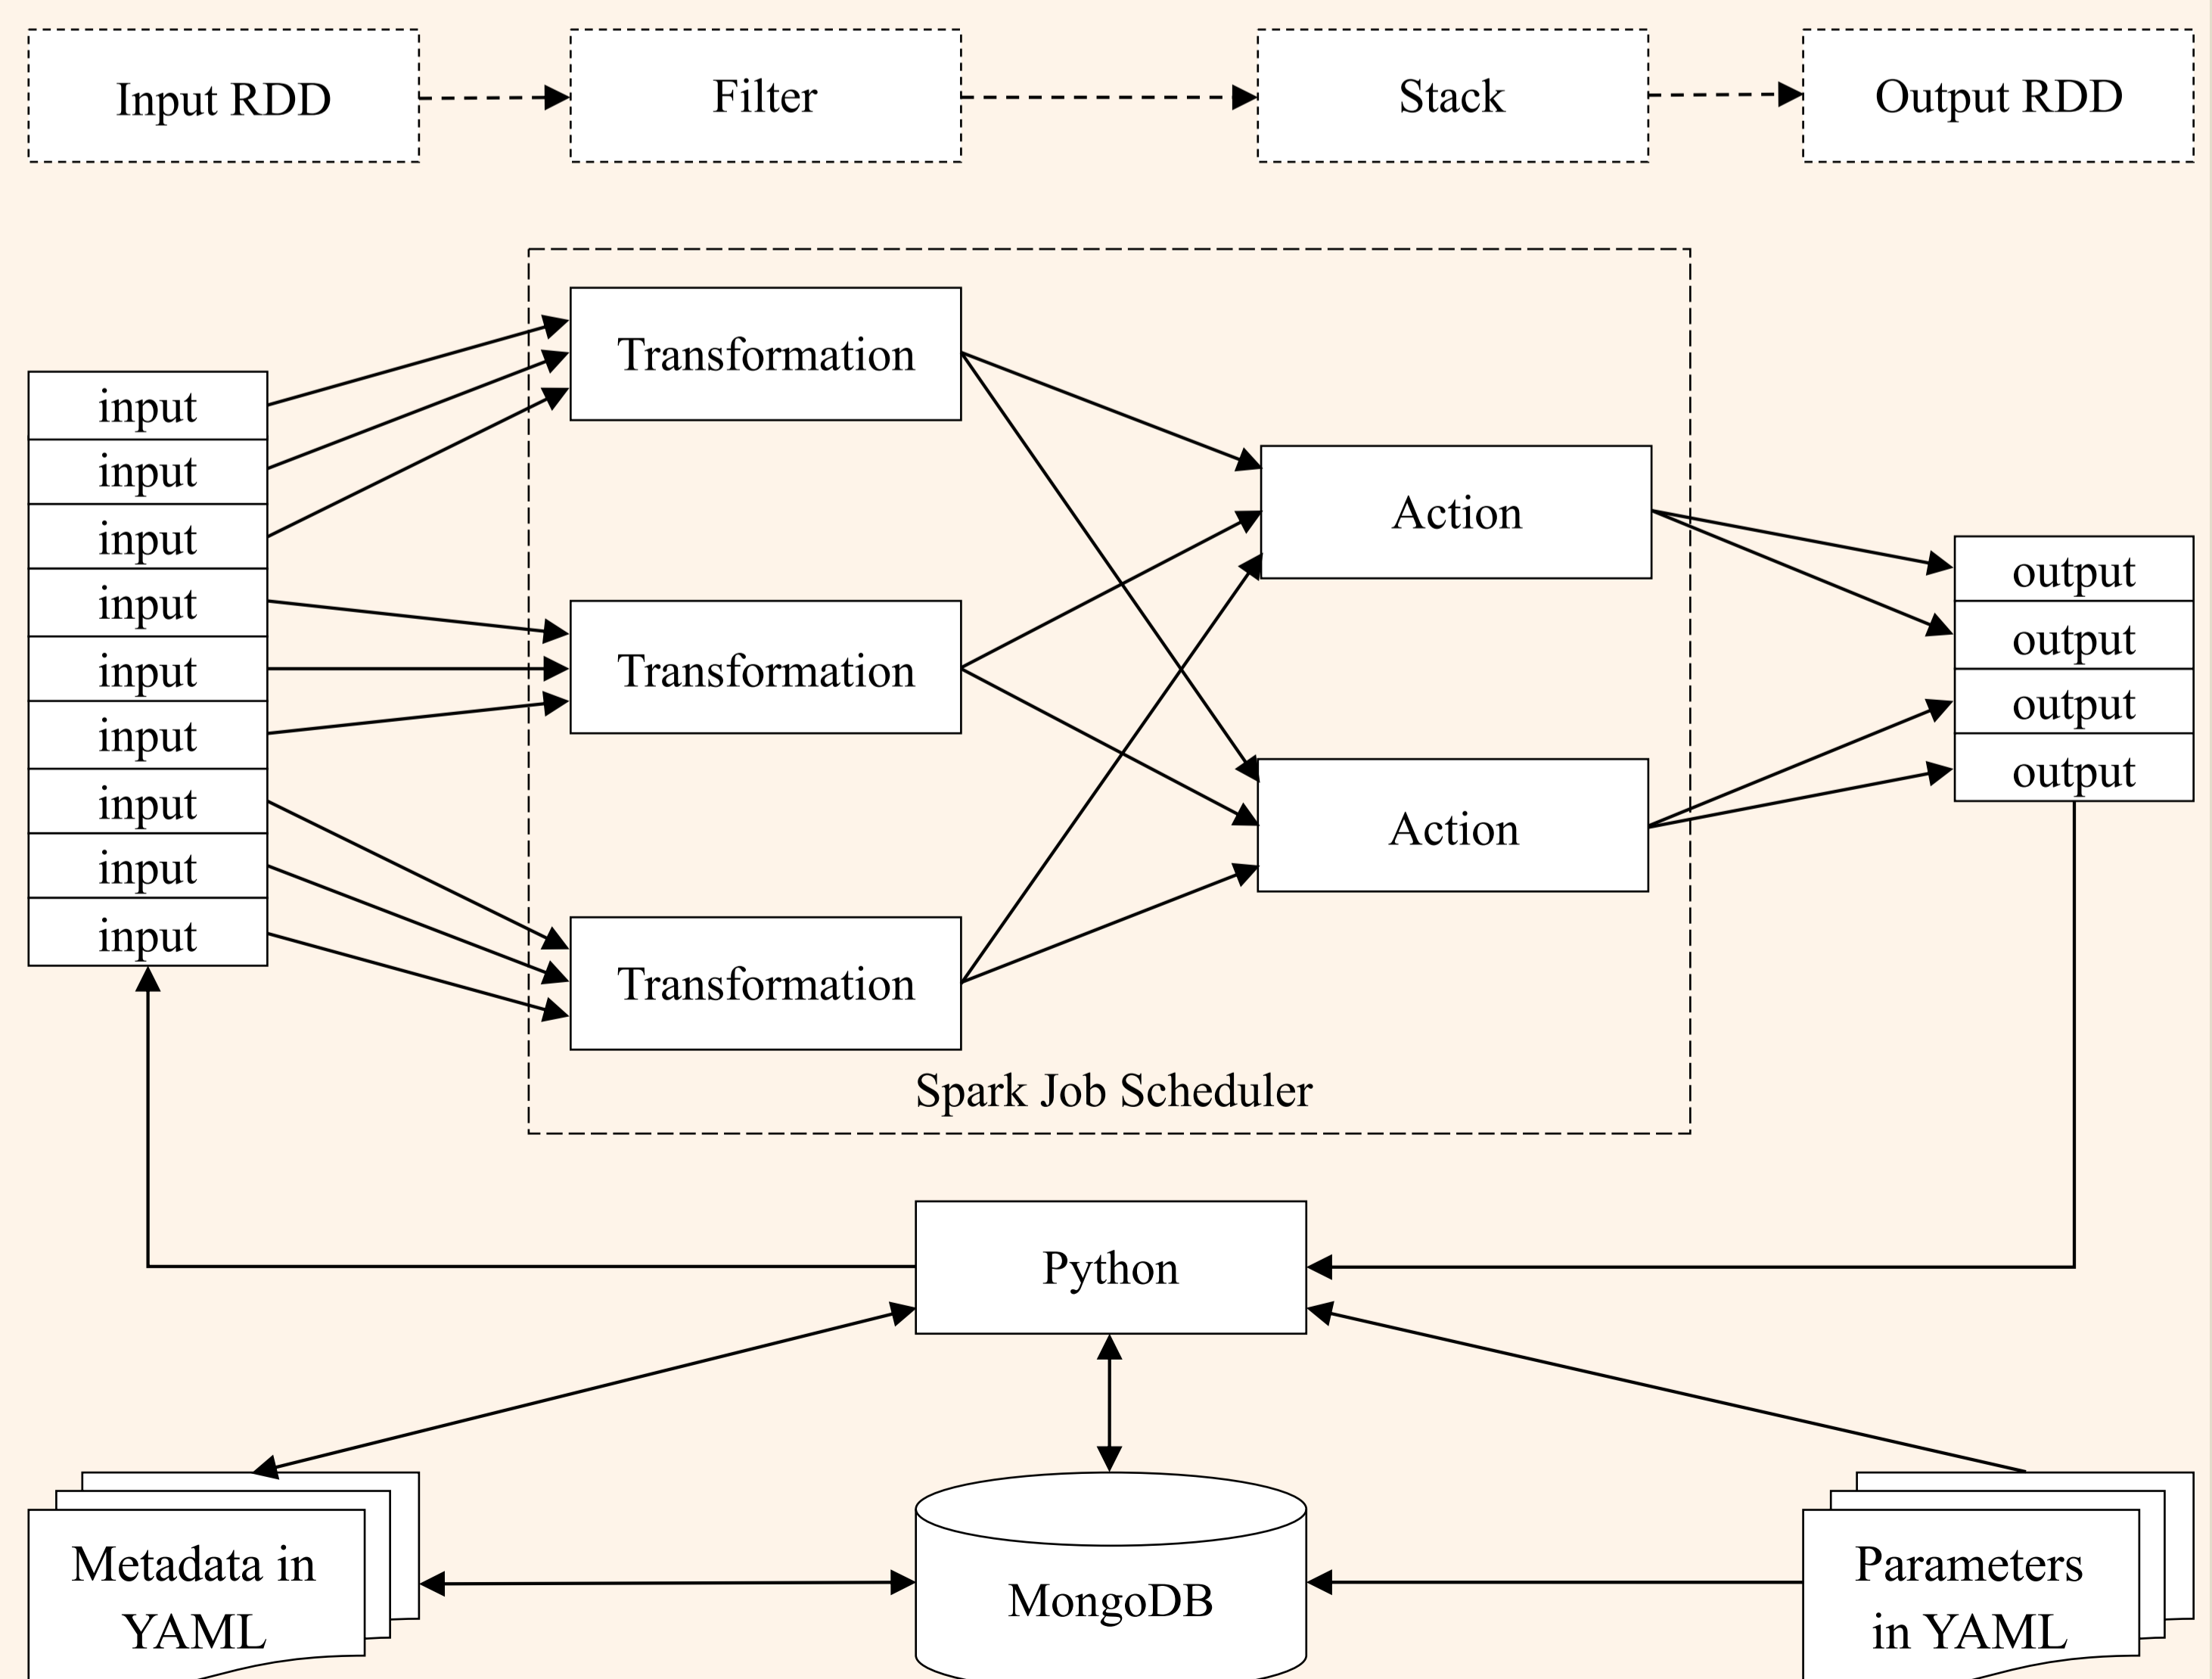 Input RDD
Filter
Stack
Output RDD
input
input
input
input
input
input
input
input
input
Transformation
Transformation
Transformation
Action
Action
output
output
output
output
Spark Job Scheduler
Python
Metadata in
YAML
MongoDB
Parameters
in YAML